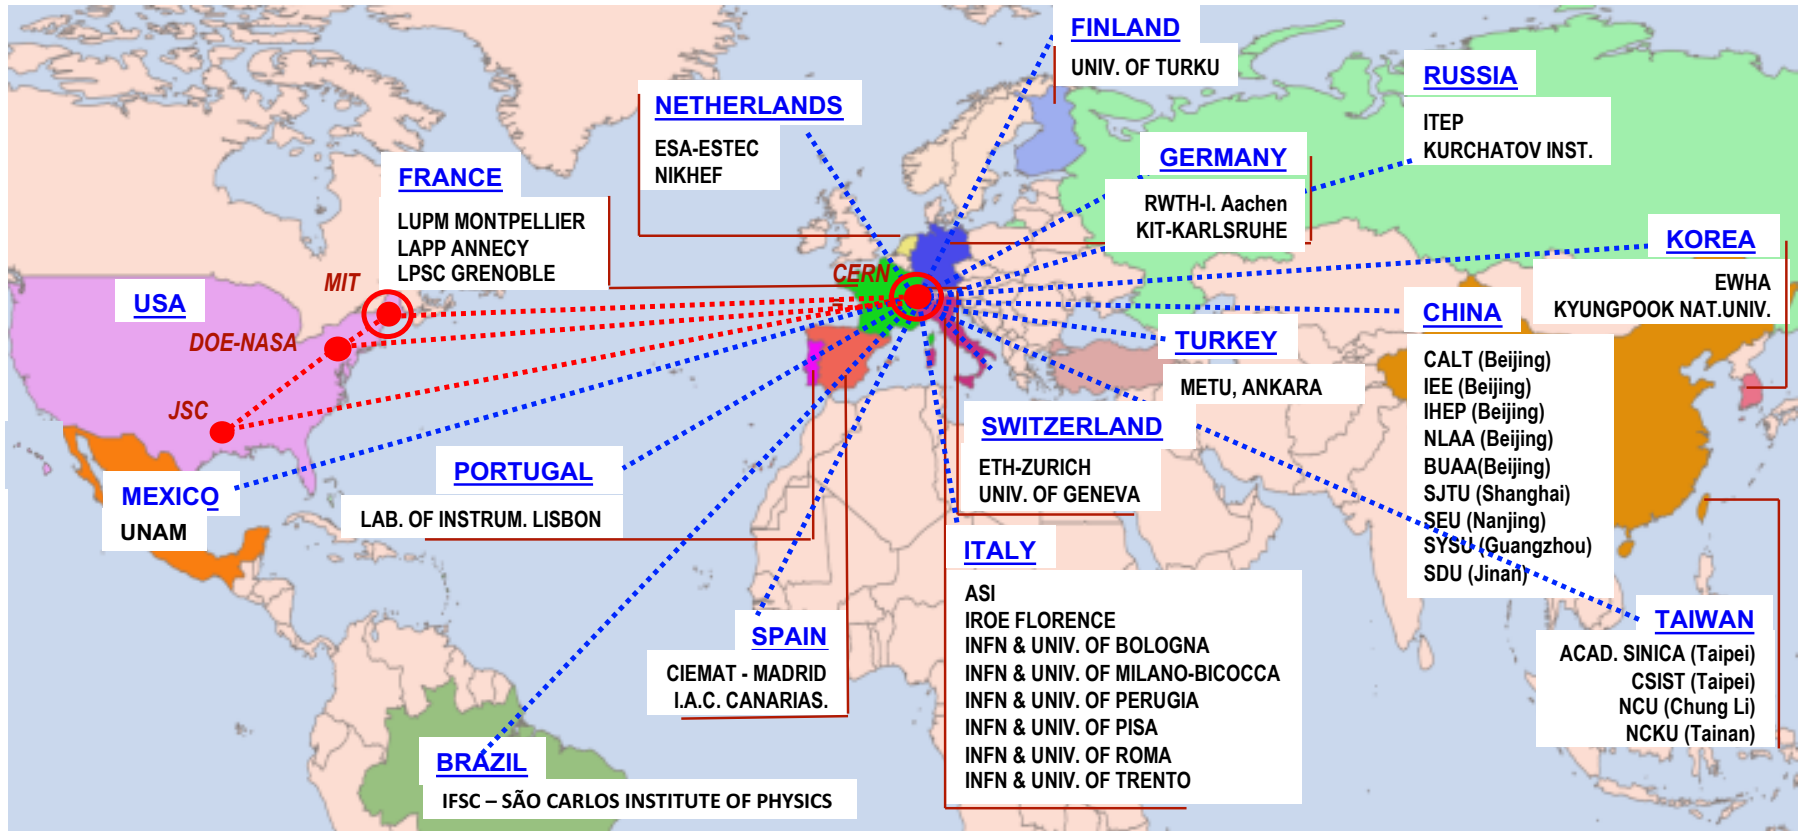 FINLAND
UNIV. OF TURKU
RUSSIA
ITEP
KURCHATOV INST.
NETHERLANDS
ESA-ESTEC
NIKHEF
GERMANY
RWTH-I. Aachen
KIT-KARLSRUHE
FRANCE
LUPM MONTPELLIER
LAPP ANNECY
LPSC GRENOBLE
KOREA
EWHA
KYUNGPOOK NAT.UNIV.
USA
MIT
DOE-NASA
JSC
CERN
CHINA
CALT (Beijing)
IEE (Beijing)
IHEP (Beijing)
NLAA (Beijing)
BUAA(Beijing)
SJTU (Shanghai)
SEU (Nanjing)
SYSU (Guangzhou)
SDU (Jinan)
TURKEY
METU, ANKARA
SWITZERLAND
ETH-ZURICH
UNIV. OF GENEVA
MEXICO
UNAM
PORTUGAL
LAB. OF INSTRUM. LISBON
ITALY
ASI
IROE FLORENCE
INFN & UNIV. OF BOLOGNA
INFN & UNIV. OF MILANO-BICOCCA
INFN & UNIV. OF PERUGIA
INFN & UNIV. OF PISA
INFN & UNIV. OF ROMA
INFN & UNIV. OF TRENTO
SPAIN
CIEMAT - MADRID
I.A.C. CANARIAS.
TAIWAN
ACAD. SINICA (Taipei)
CSIST (Taipei)
NCU (Chung Li)
NCKU (Tainan)
BRAZIL
IFSC – SÃO CARLOS INSTITUTE OF PHYSICS